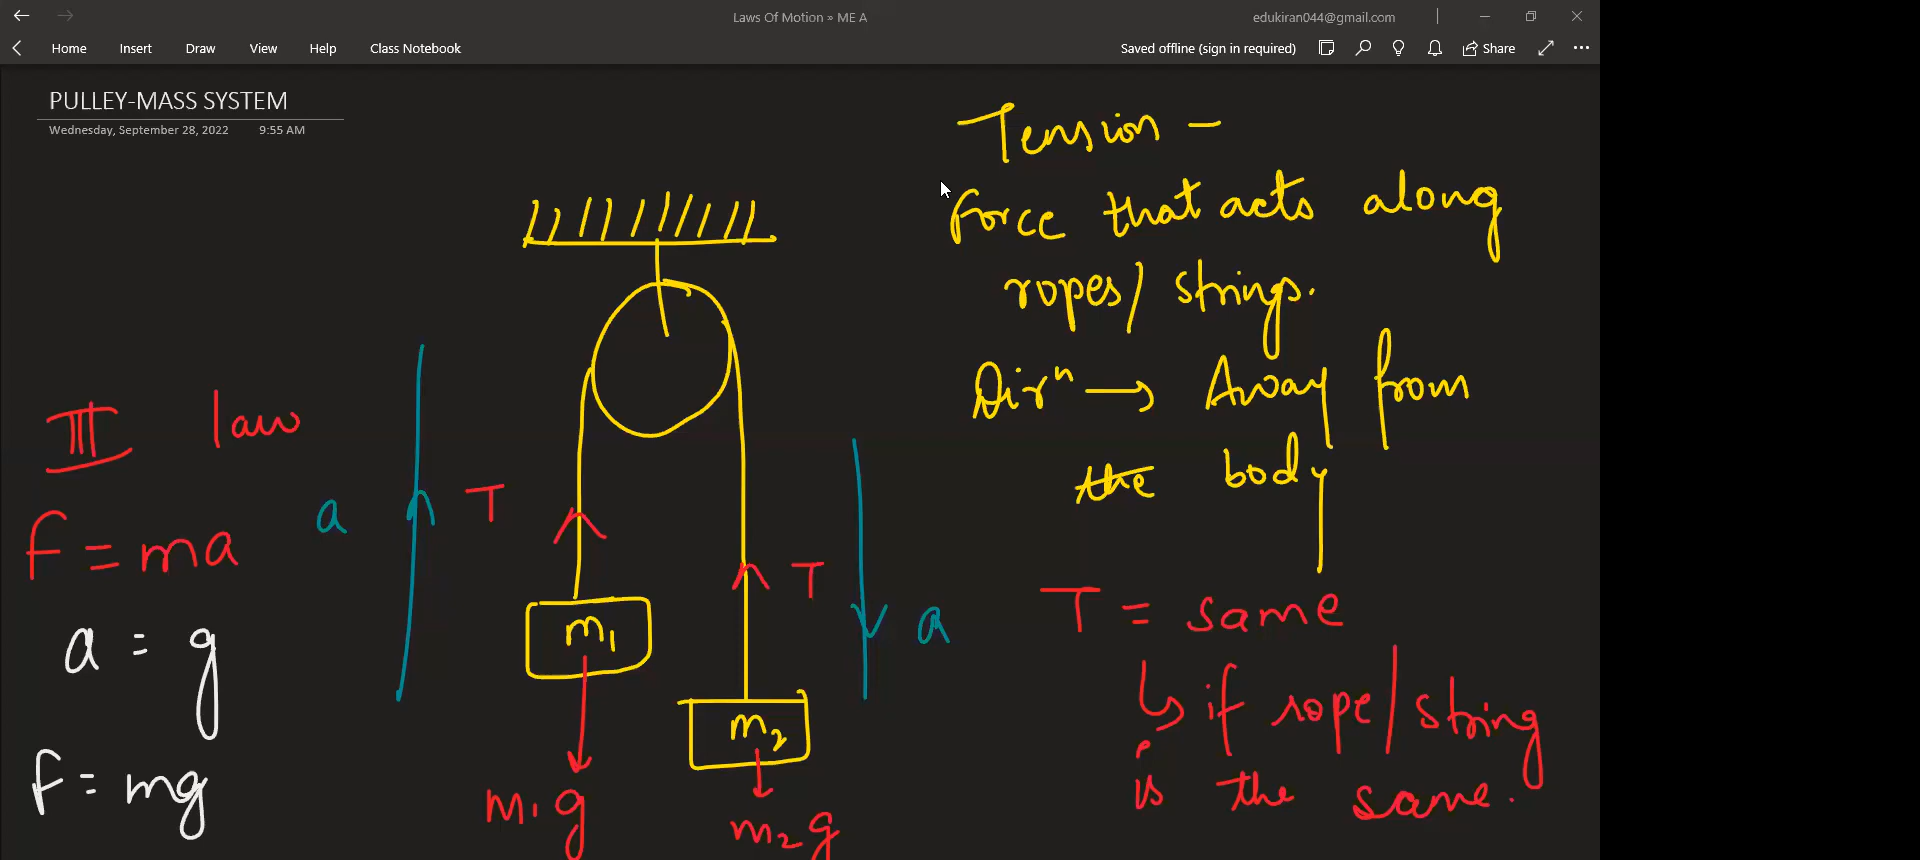 Laws Of Motion » ME A
edukiran044@gmail.com
Home Insert Draw View Help Class Notebook
Saved offline (sign in required) Share
PULLEY-MASS SYSTEM
Wednesday, September 28, 2022 9:55 AM
Tension –
Force that acts along
ropes/ strings.
Dirⁿ → Away from
the body
T = same
↳ if rope/string
is the same.
III law
F = ma
a = g
F = mg
a
T
T
a
m₁
m₂
m₁g
m₂g